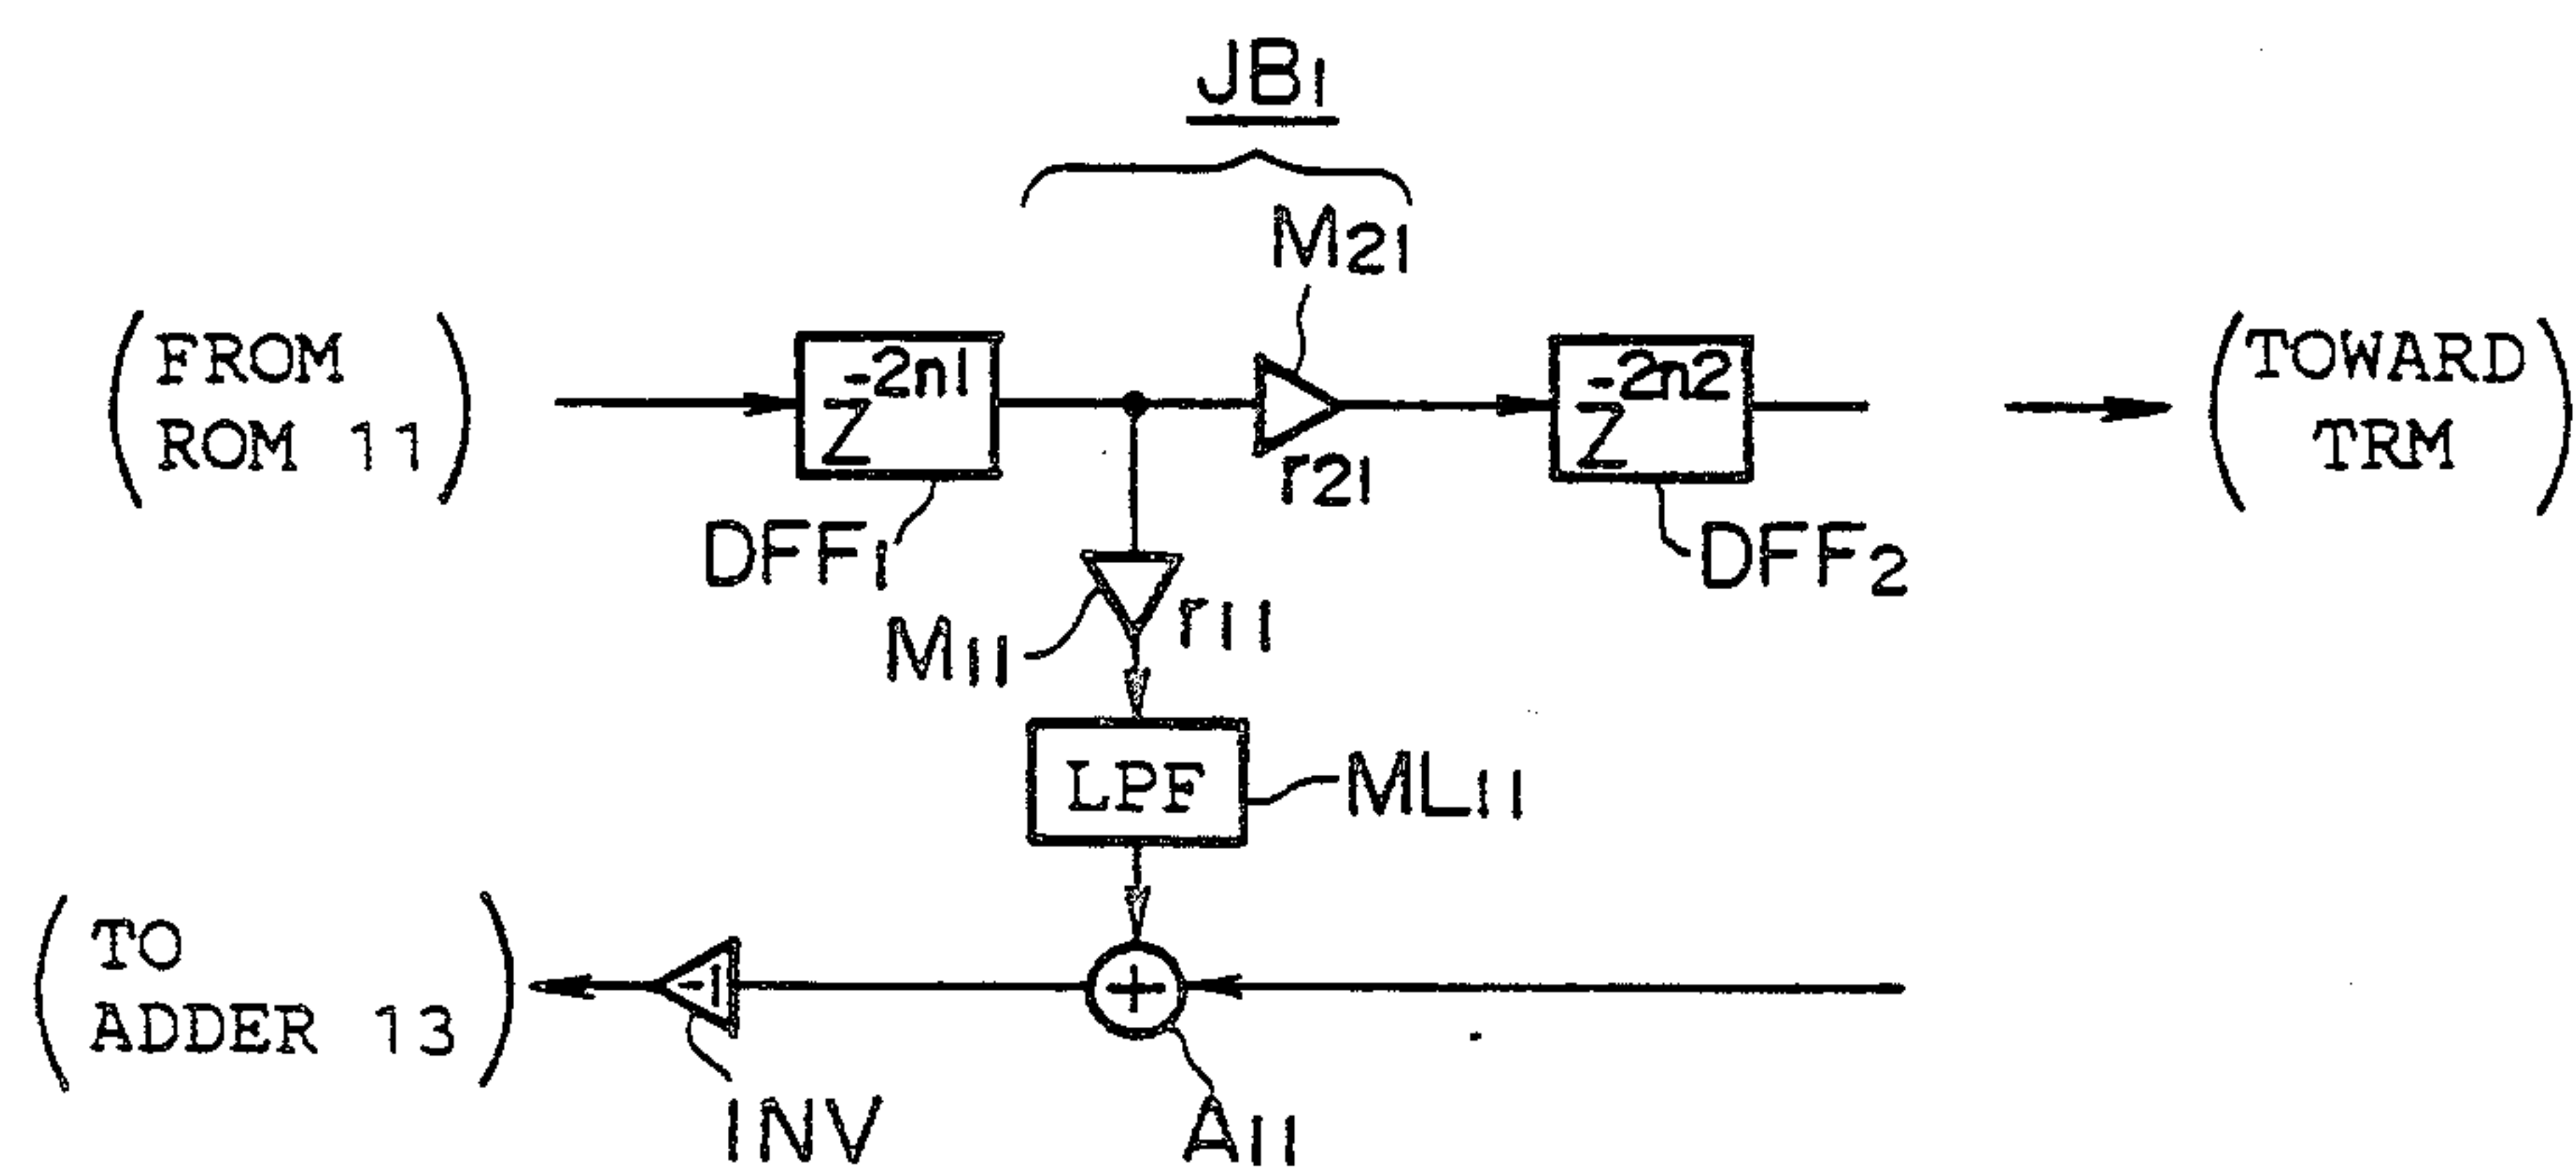 JB1
M21
(FROM
ROM 11)
Z-2n1
r21
Z-2n2
(TOWARD
TRM)
DFF1
DFF2
M11
r11
LPF
ML11
(TO
ADDER 13)
-1
+
INV
A11